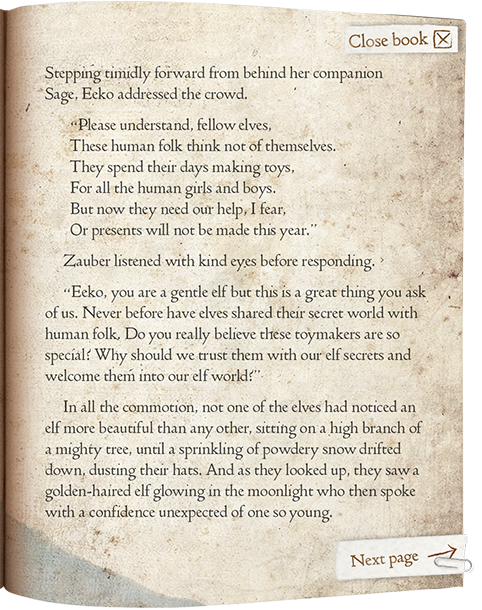 Close book
Stepping timidly forward from behind her companion
Sage, Eeko addressed the crowd.
“Please understand, fellow elves,
These human folk think not of themselves.
They spend their days making toys,
For all the human girls and boys.
But now they need our help, I fear,
Or presents will not be made this year.”
Zauber listened with kind eyes before responding.
“Eeko, you are a gentle elf but this is a great thing you ask
of us. Never before have elves shared their secret world with
human folk. Do you really believe these toymakers are so
special? Why should we trust them with our elf secrets and
welcome them into our elf world?”
In all the commotion, not one of the elves had noticed an
elf more beautiful than any other, sitting on a high branch of
a mighty tree, until a sprinkling of powdery snow drifted
down, dusting their hats. And as they looked up, they saw a
golden-haired elf glowing in the moonlight who then spoke
with a confidence unexpected of one so young.
Next page